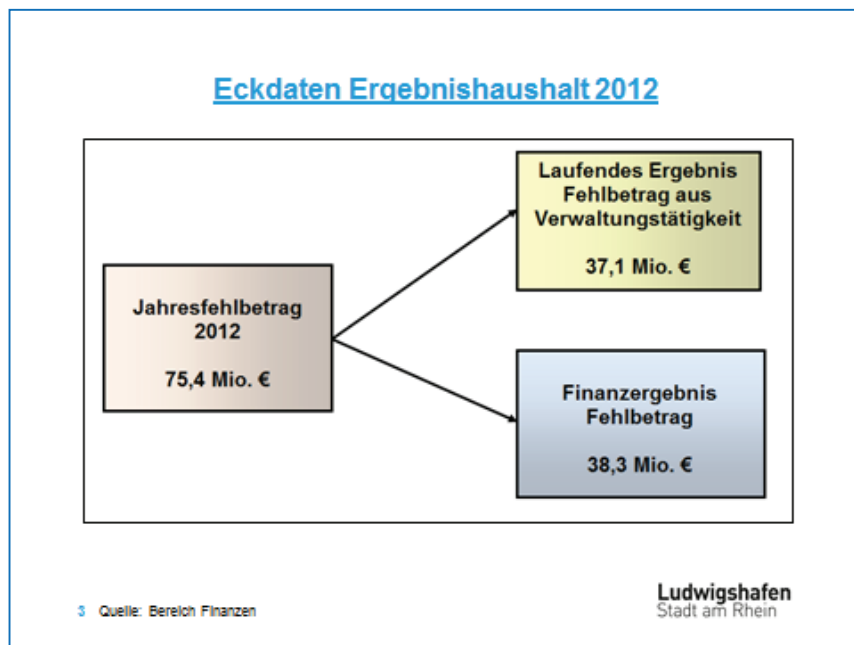 Eckdaten Ergebnishaushalt 2012
Laufendes Ergebnis
Fehlbetrag aus
Verwaltungstätigkeit
37,1 Mio. €
Jahresfehlbetrag
2012
75,4 Mio. €
Finanzergebnis
Fehlbetrag
38,3 Mio. €
3 Quelle: Bereich Finanzen
Ludwigshafen
Stadt am Rhein